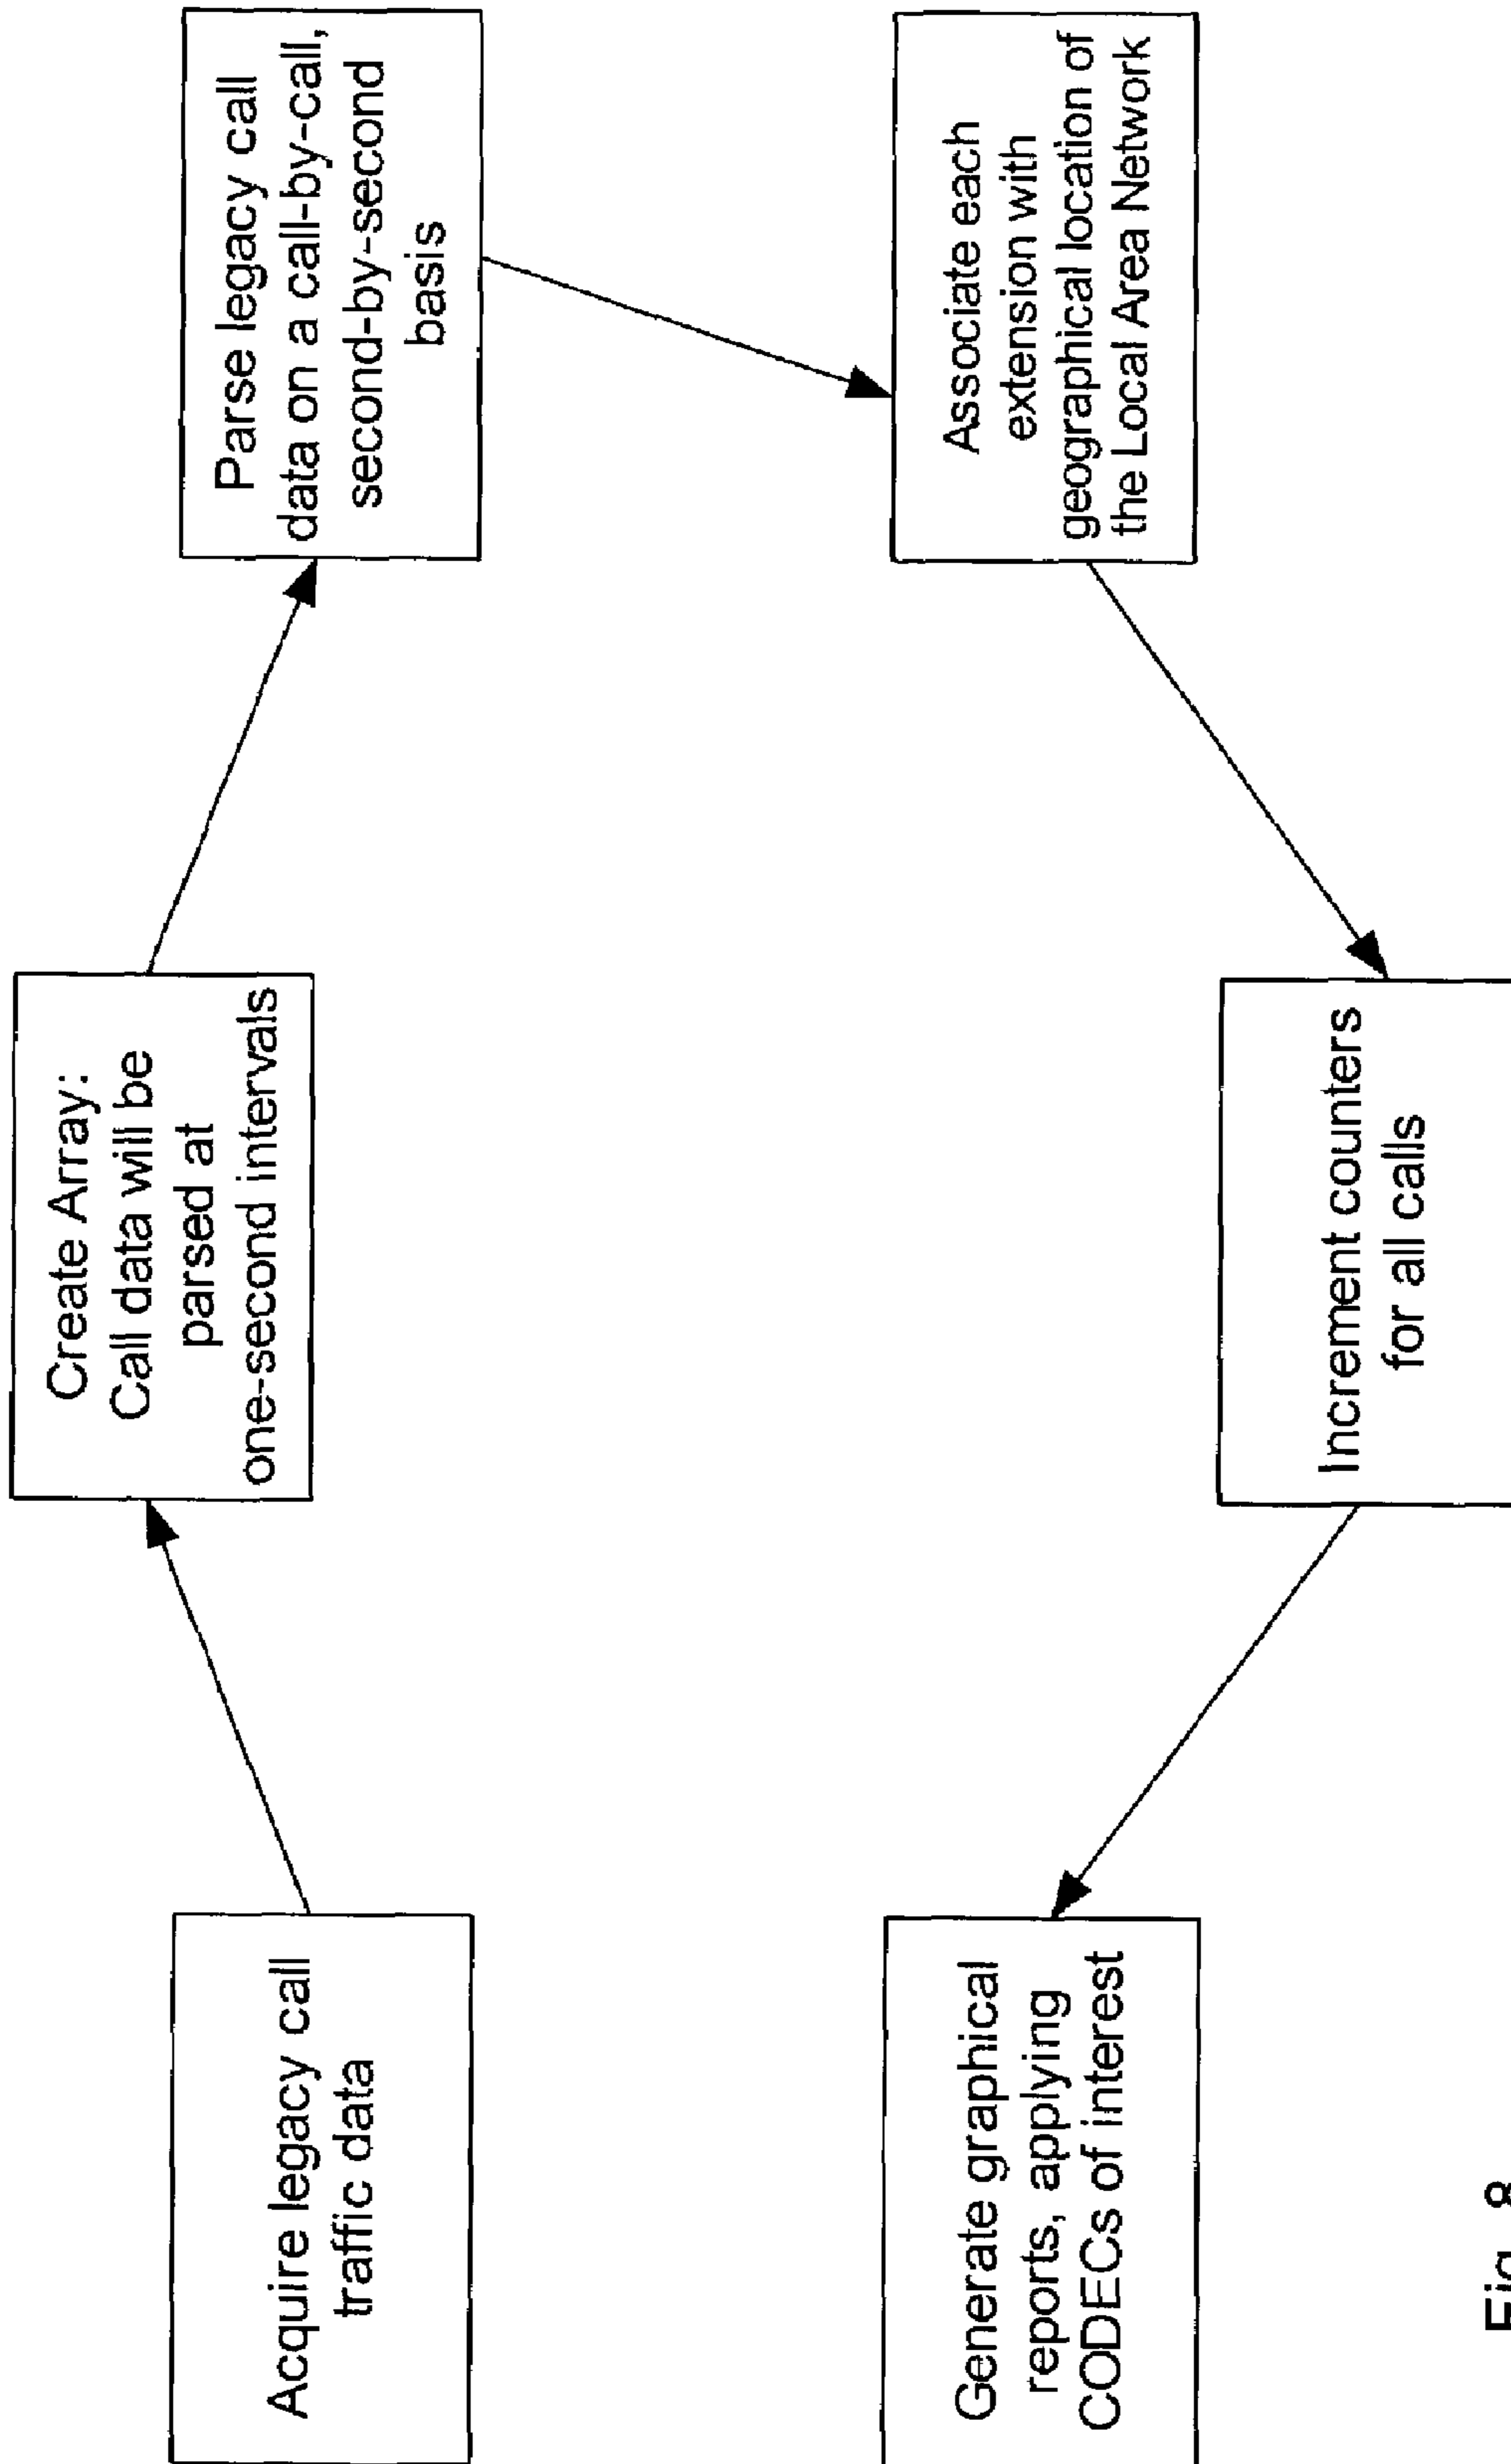 Acquire legacy call
traffic data
Create Array:
Call data will be
parsed at
one-second intervals
Parse legacy call
data on a call-by-call,
second-by-second
basis
Associate each
extension with
geographical location of
the Local Area Network
Increment counters
for all calls
Generate graphical
reports, applying
CODECs of interest
Fig. 8